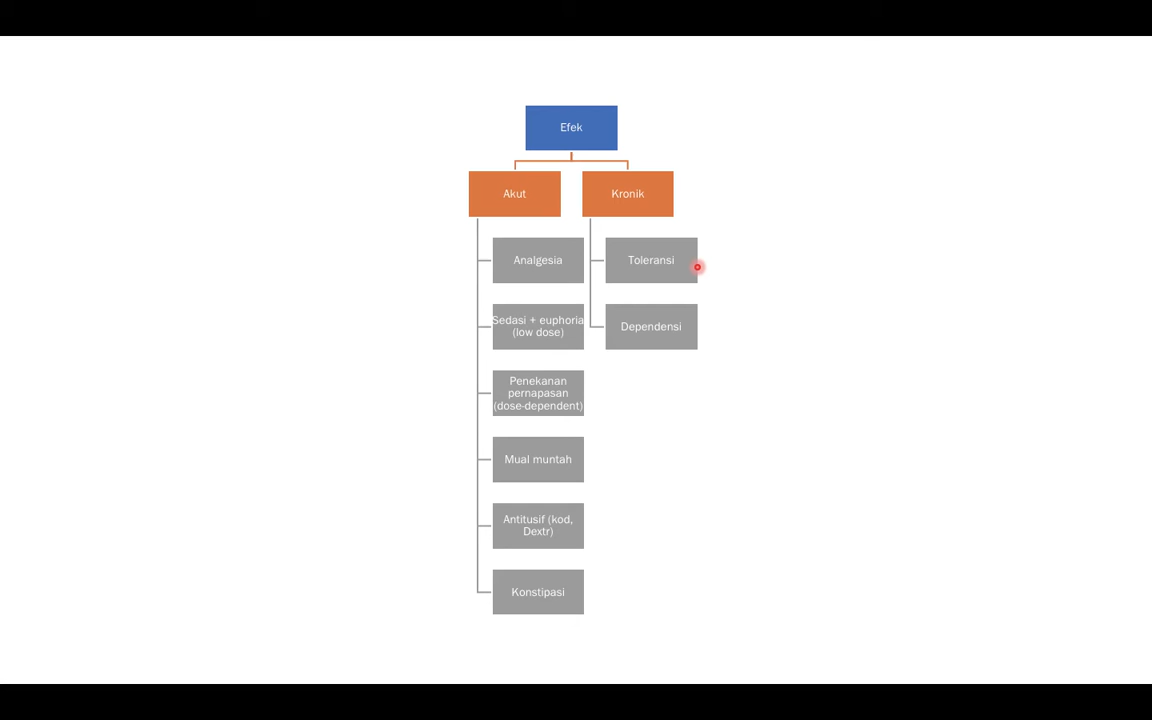 Efek
Akut
Kronik
Analgesia
Sedasi + euphoria
(low dose)
Penekanan
pernapasan
(dose-dependent)
Mual muntah
Antitusif (kod,
Dextr)
Konstipasi
Toleransi
Dependensi